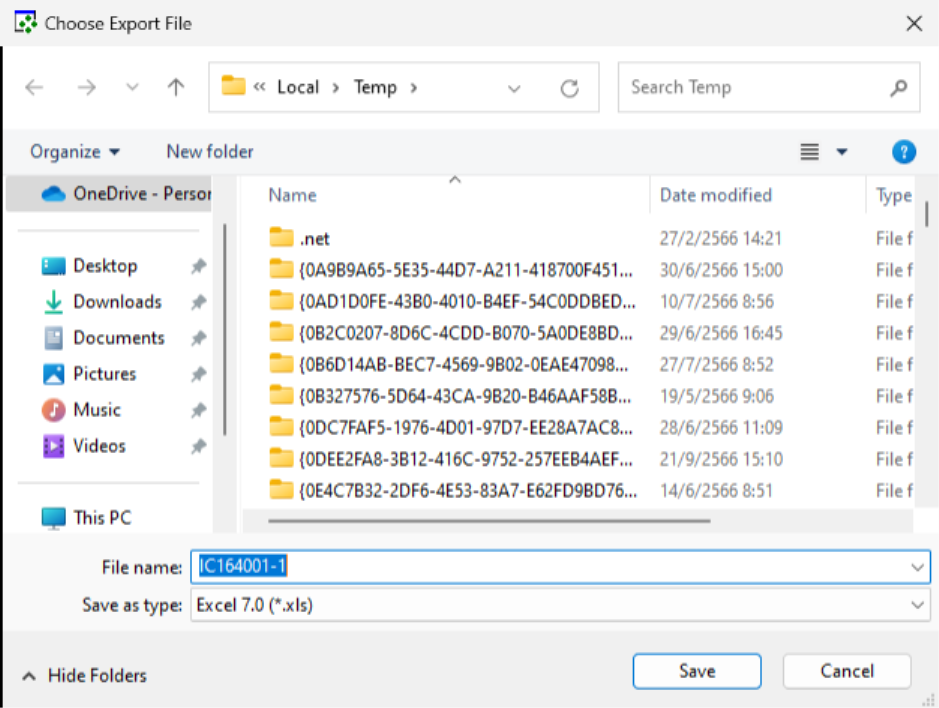 Choose Export File
« Local > Temp >
Search Temp
Organize
New folder
?
OneDrive - Person
Name
Date modified
Type
.net
27/2/2566 14:21
File f
Desktop
{0A9B9A65-5E35-44D7-A211-418700F451...
30/6/2566 15:00
File f
Downloads
{0AD1D0FE-43B0-4010-B4EF-54C0DDBED...
10/7/2566 8:56
File f
Documents
{0B2C0207-8D6C-4CDD-B070-5A0DE8BD...
29/6/2566 16:45
File f
{0B6D14AB-BEC7-4569-9B02-0EAE47098...
27/7/2566 8:52
File f
Pictures
{0B327576-5D64-43CA-9B20-B46AAF58B...
19/5/2566 9:06
File f
Music
{0DC7FAF5-1976-4D01-97D7-EE28A7AC8...
28/6/2566 11:09
File f
Videos
{0DEE2FA8-3B12-416C-9752-257EEB4AEF...
21/9/2566 15:10
File f
{0E4C7B32-2DF6-4E53-83A7-E62FD9BD76...
14/6/2566 8:51
File f
This PC
File name: IC164001-1
Save as type: Excel 7.0 (*.xls)
Hide Folders
Save
Cancel